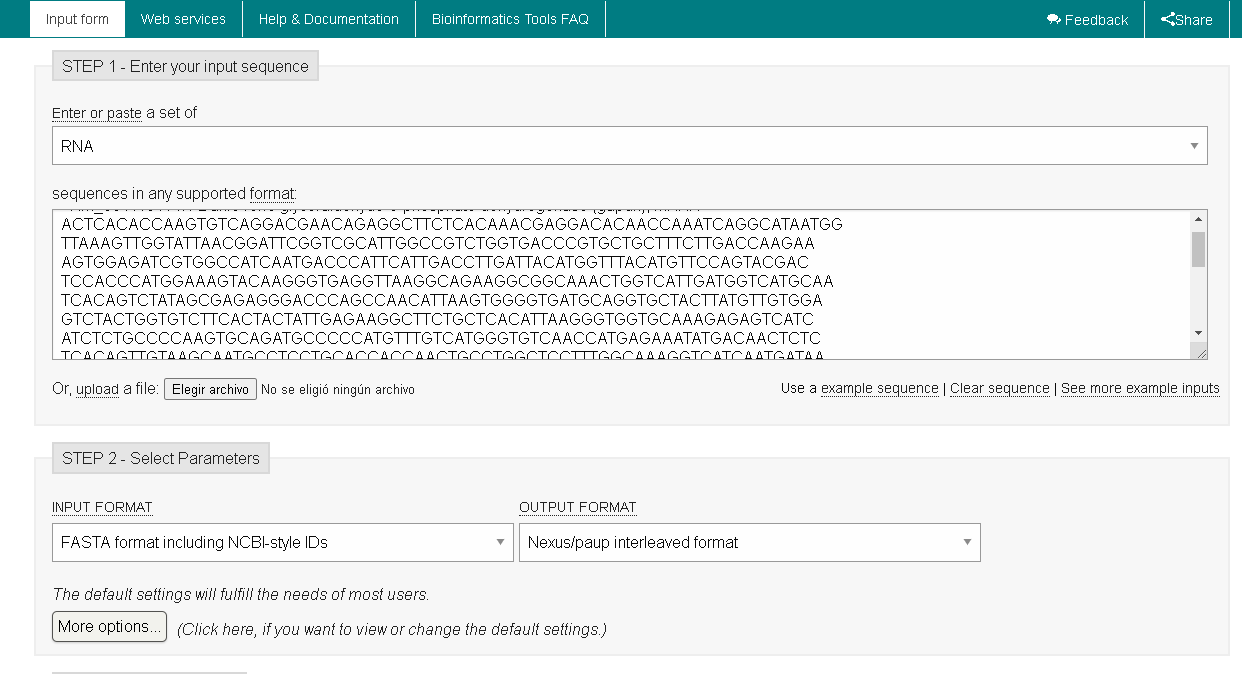 Input form
Web services
Help & Documentation
Bioinformatics Tools FAQ
Feedback
Share
STEP 1 - Enter your input sequence
Enter or paste a set of
RNA
sequences in any supported format:
ACTCACACCAAGTGTCAGGACGAACAGAGGCTTCTCACAAACGAGGACACAACCAAATCAGGCATAATGG
TTAAAGTTGGTATTAACGGATTCGGTCGCATTGGCCGTCTGGTGACCCGTGCTGCTTTCTTGACCAAGAA
AGTGGAGATCGTGGCCATCAATGACCCATTCATTGACCTTGATTACATGGTTTACATGTTCCAGTACGAC
TCCACCCATGGAAAGTACAAGGGTGAGGTTAAGGCAGAAGGCGGCAAACTGGTCATTGATGGTCATGCAA
TCACAGTCTATAGCGAGAGGGACCCAGCCAACATTAAGTGGGGTGATGCAGGTGCTACTTATGTTGTGGA
GTCTACTGGTGTCTTCACTACTATTGAGAAGGCTTCTGCTCACATTAAGGGTGGTGCAAAGAGAGTCATC
ATCTCTGCCCCAAGTGCAGATGCCCCCATGTTTGTCATGGGTGTCAACCATGAGAAATATGACAACTCTC
TCACAGTTGTAAGCAATGCCTCCTGCACCACCAACTGCCTGGCTCCTTTGGCAAAGGTCATCAATGATAA
Or, upload a file: Elegir archivo No se eligió ningún archivo
Use a example sequence | Clear sequence | See more example inputs
STEP 2 - Select Parameters
INPUT FORMAT
OUTPUT FORMAT
FASTA format including NCBI-style IDs
Nexus/paup interleaved format
The default settings will fulfill the needs of most users.
More options... (Click here, if you want to view or change the default settings.)